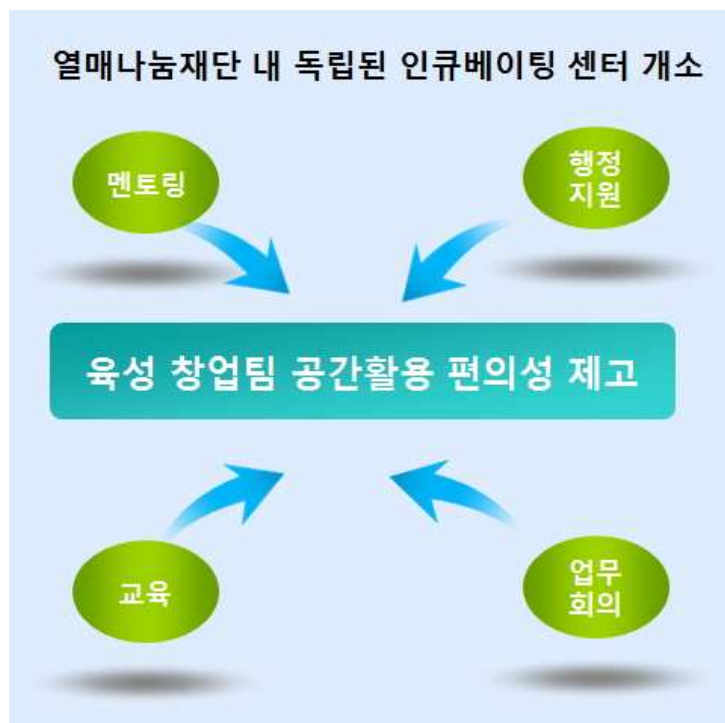 열매나눔재단 내 독립된 인큐베이팅 센터 개소
멘토링
행정
지원
육성 창업팀 공간활용 편의성 제고
교육
업무
회의